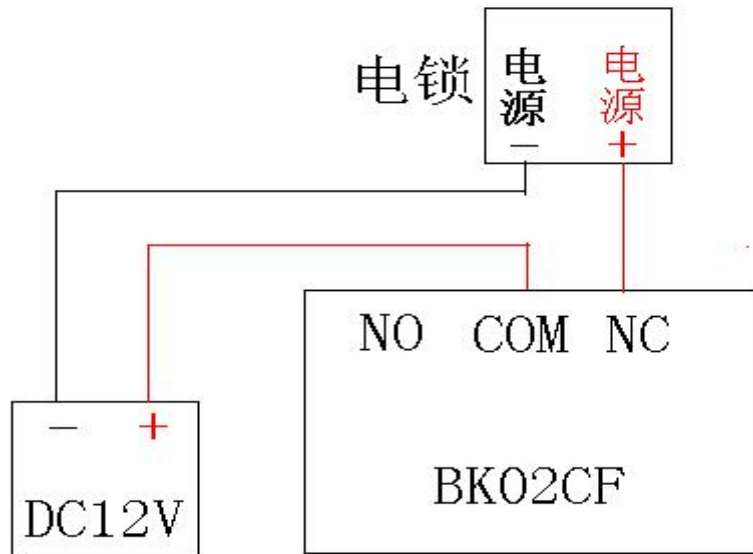 电锁
电源
—
电源
+
NO COM NC
— +
BK02CF
DC12V